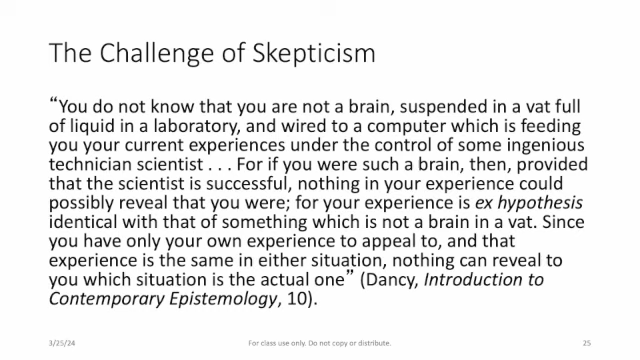 The Challenge of Skepticism
“You do not know that you are not a brain, suspended in a vat full
of liquid in a laboratory, and wired to a computer which is feeding
you your current experiences under the control of some ingenious
technician scientist . . . For if you were such a brain, then, provided
that the scientist is successful, nothing in your experience could
possibly reveal that you were; for your experience is ex hypothesis
identical with that of something which is not a brain in a vat. Since
you have only your own experience to appeal to, and that
experience is the same in either situation, nothing can reveal to
you which situation is the actual one” (Dancy, Introduction to
Contemporary Epistemology, 10).
3/25/24
For class use only. Do not copy or distribute.
25